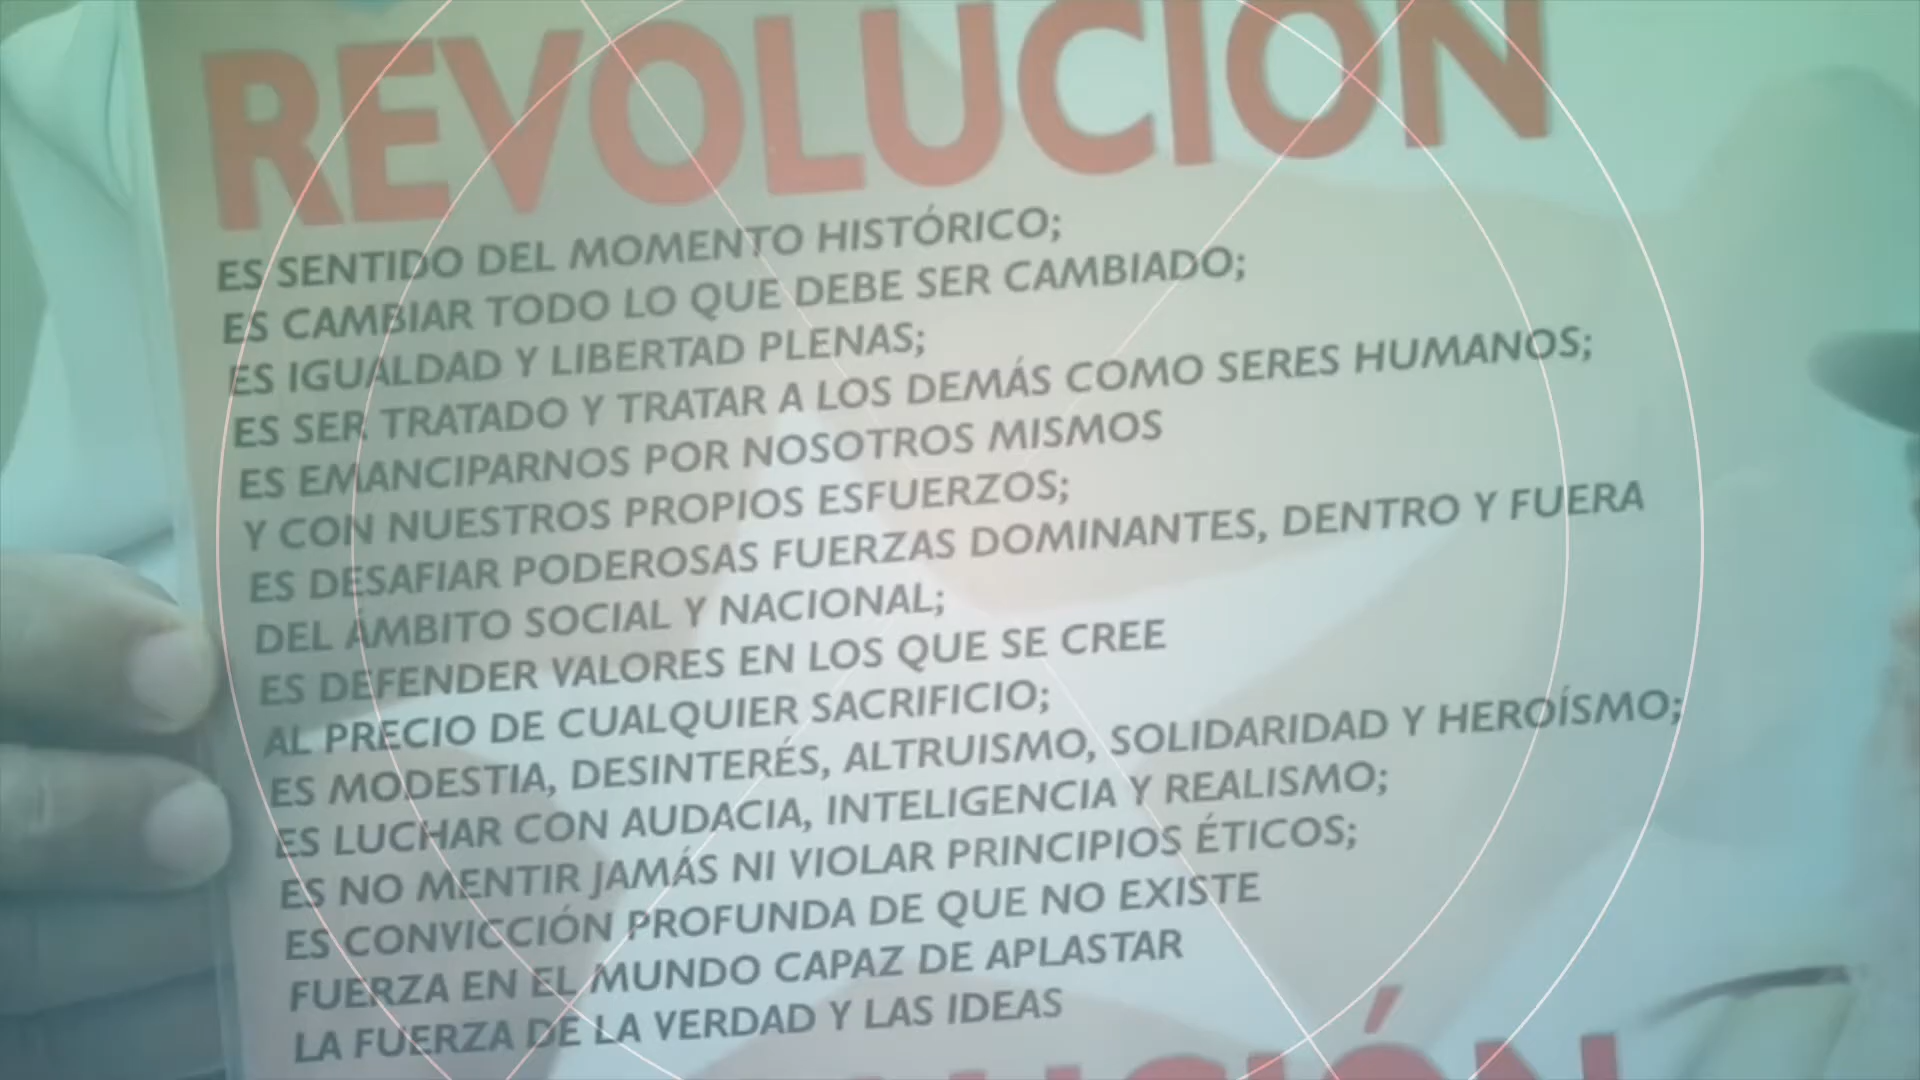 REVOLUCIÓN
ES SENTIDO DEL MOMENTO HISTÓRICO;
ES CAMBIAR TODO LO QUE DEBE SER CAMBIADO;
ES IGUALDAD Y LIBERTAD PLENAS;
ES SER TRATADO Y TRATAR A LOS DEMÁS COMO SERES HUMANOS;
ES EMANCIPARNOS POR NOSOTROS MISMOS
Y CON NUESTROS PROPIOS ESFUERZOS;
ES DESAFIAR PODEROSAS FUERZAS DOMINANTES, DENTRO Y FUERA
DEL ÁMBITO SOCIAL Y NACIONAL;
ES DEFENDER VALORES EN LOS QUE SE CREE
AL PRECIO DE CUALQUIER SACRIFICIO;
ES MODESTIA, DESINTERÉS, ALTRUISMO, SOLIDARIDAD Y HEROÍSMO;
ES LUCHAR CON AUDACIA, INTELIGENCIA Y REALISMO;
ES NO MENTIR JAMÁS NI VIOLAR PRINCIPIOS ÉTICOS;
ES CONVICCIÓN PROFUNDA DE QUE NO EXISTE
FUERZA EN EL MUNDO CAPAZ DE APLASTAR
LA FUERZA DE LA VERDAD Y LAS IDEAS